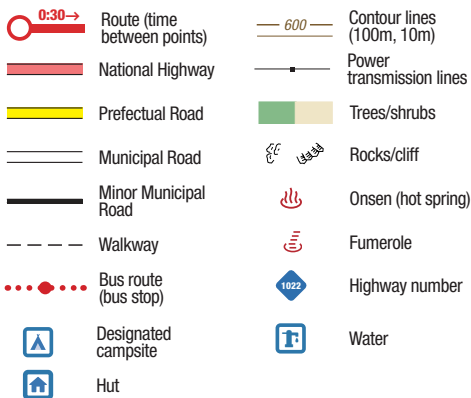 0:30→
Route (time
between points)
National Highway
Prefectual Road
Municipal Road
Minor Municipal
Road
Walkway
Bus route
(bus stop)
Designated
campsite
Hut
600
Contour lines
(100m, 10m)
Power
transmission lines
Trees/shrubs
Rocks/cliff
Onsen (hot spring)
Fumerole
1022
Highway number
Water